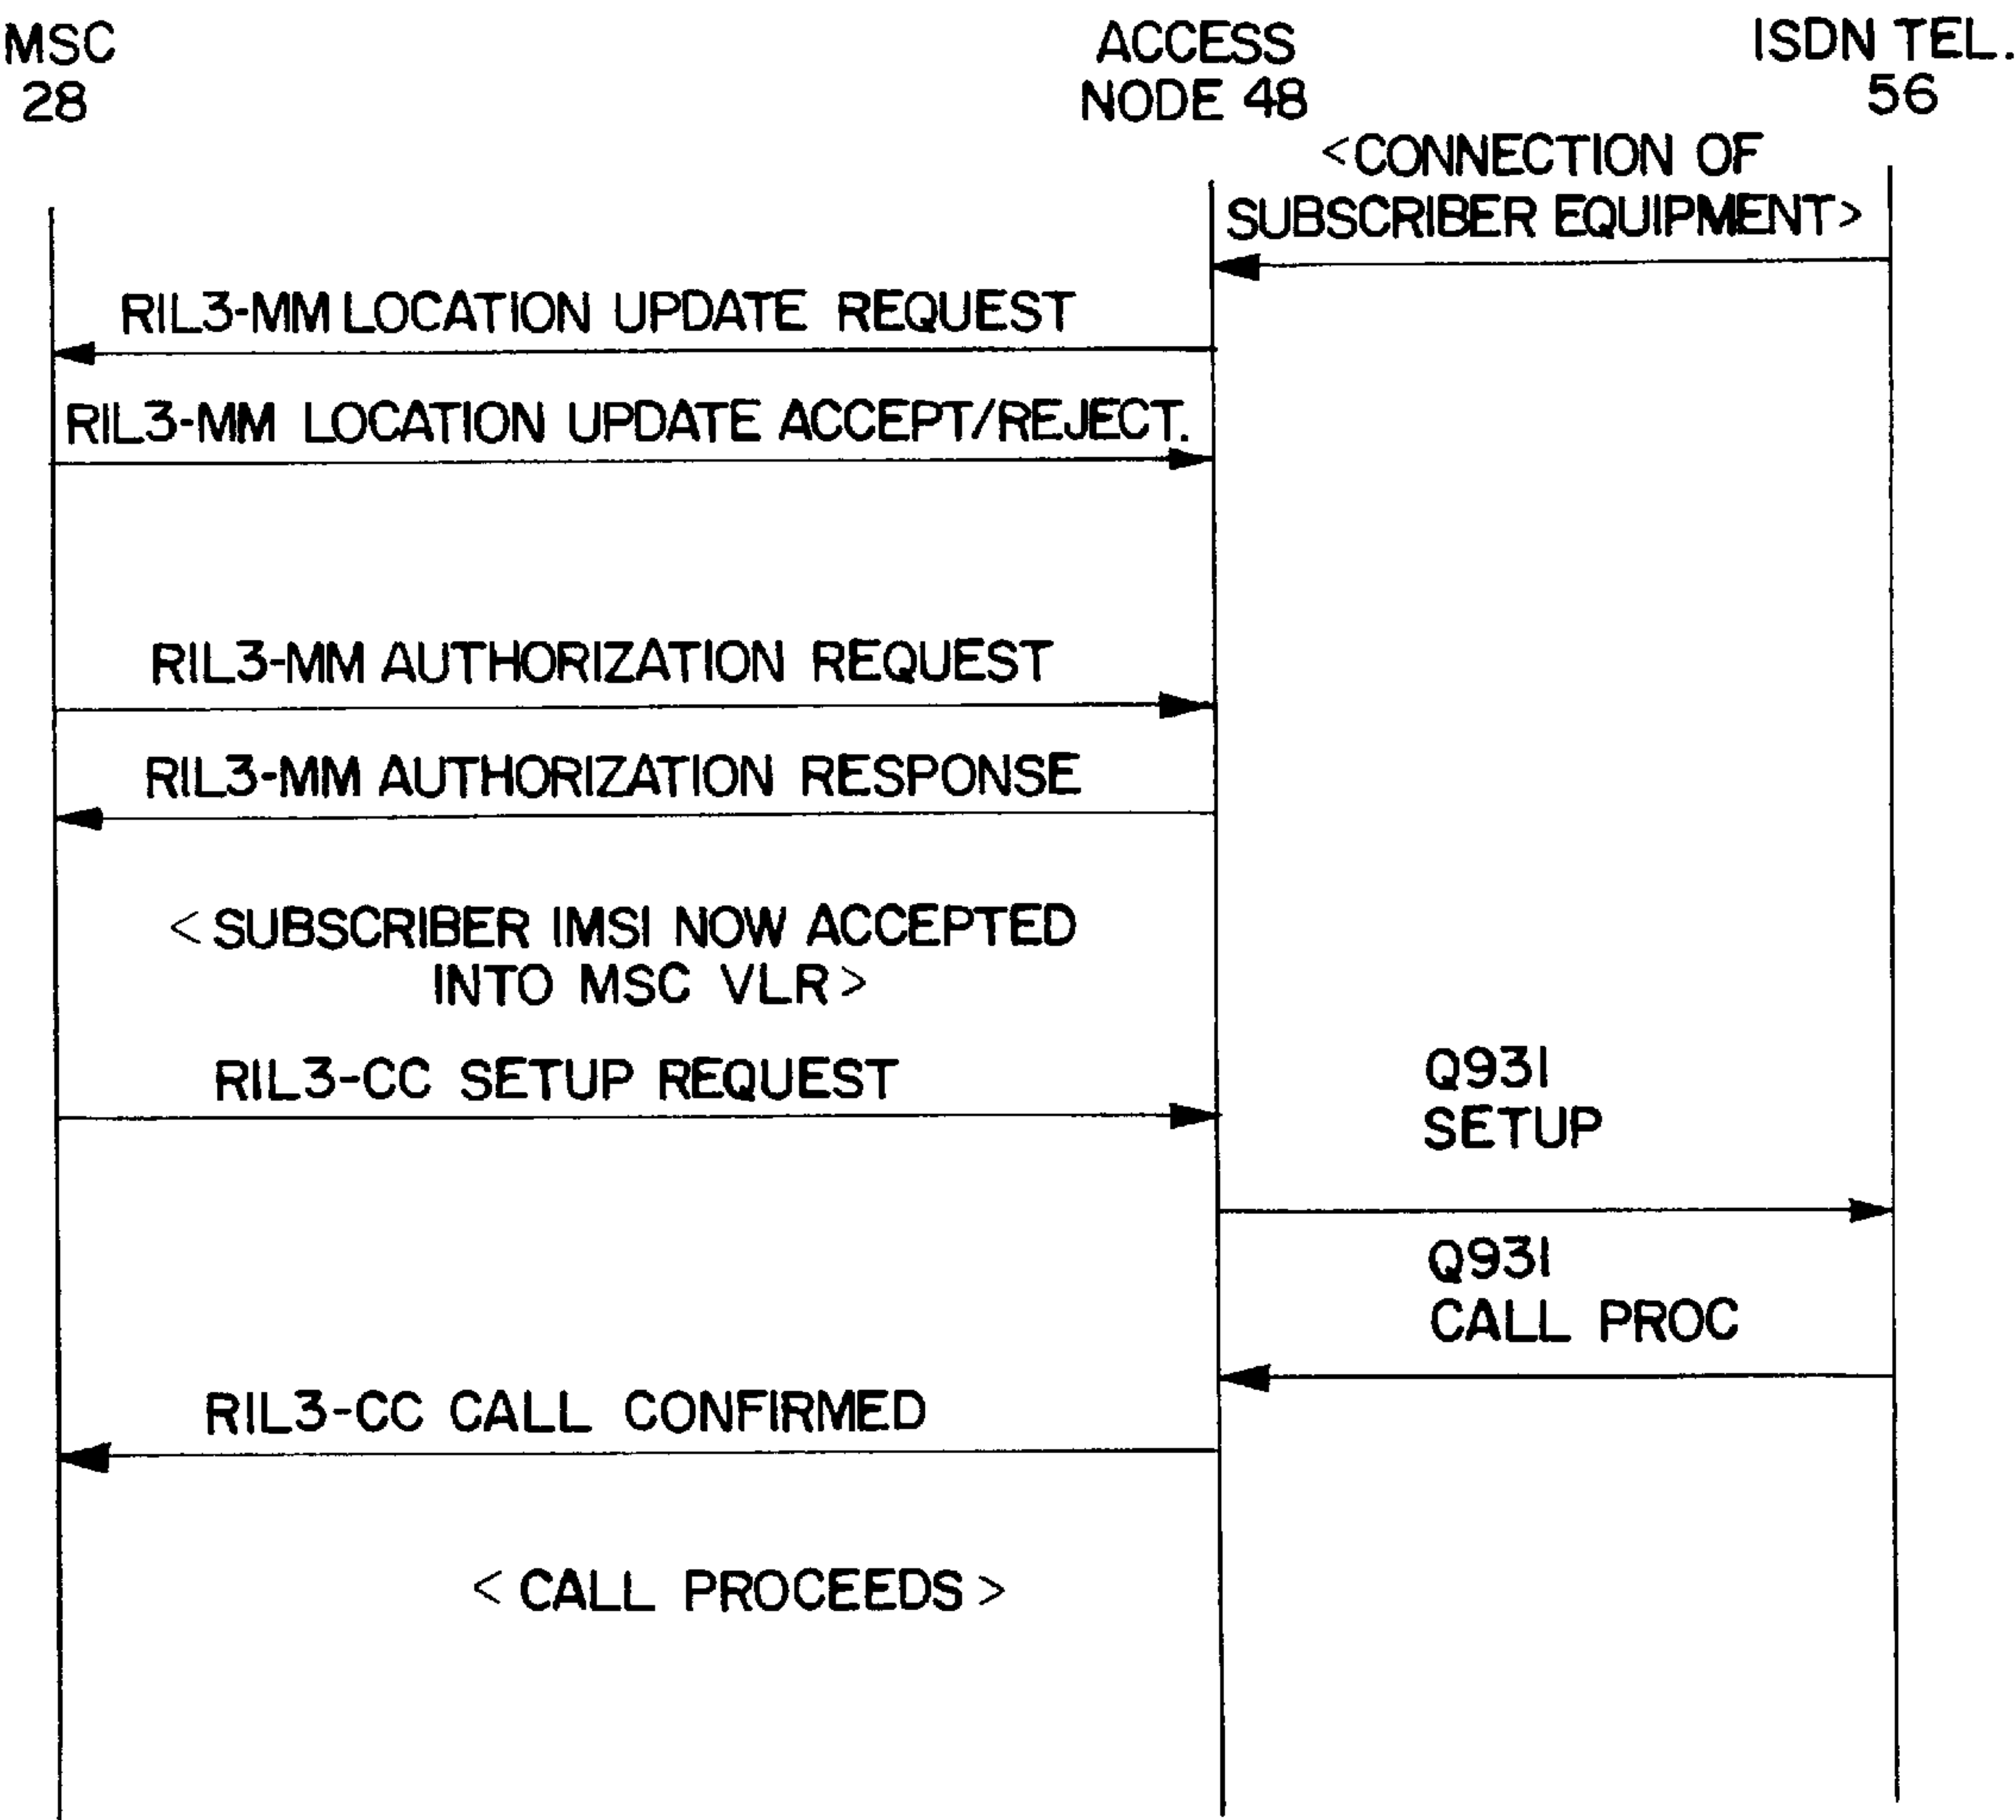 MSC
28
ACCESS
NODE 48
ISDN TEL.
56
<CONNECTION OF
SUBSCRIBER EQUIPMENT>
RIL3-MM LOCATION UPDATE REQUEST
RIL3-MM LOCATION UPDATE ACCEPT/REJECT.
RIL3-MM AUTHORIZATION REQUEST
RIL3-MM AUTHORIZATION RESPONSE
<SUBSCRIBER IMSI NOW ACCEPTED
INTO MSC VLR>
RIL3-CC SETUP REQUEST
Q931
SETUP
Q931
CALL PROC
RIL3-CC CALL CONFIRMED
<CALL PROCEEDS>